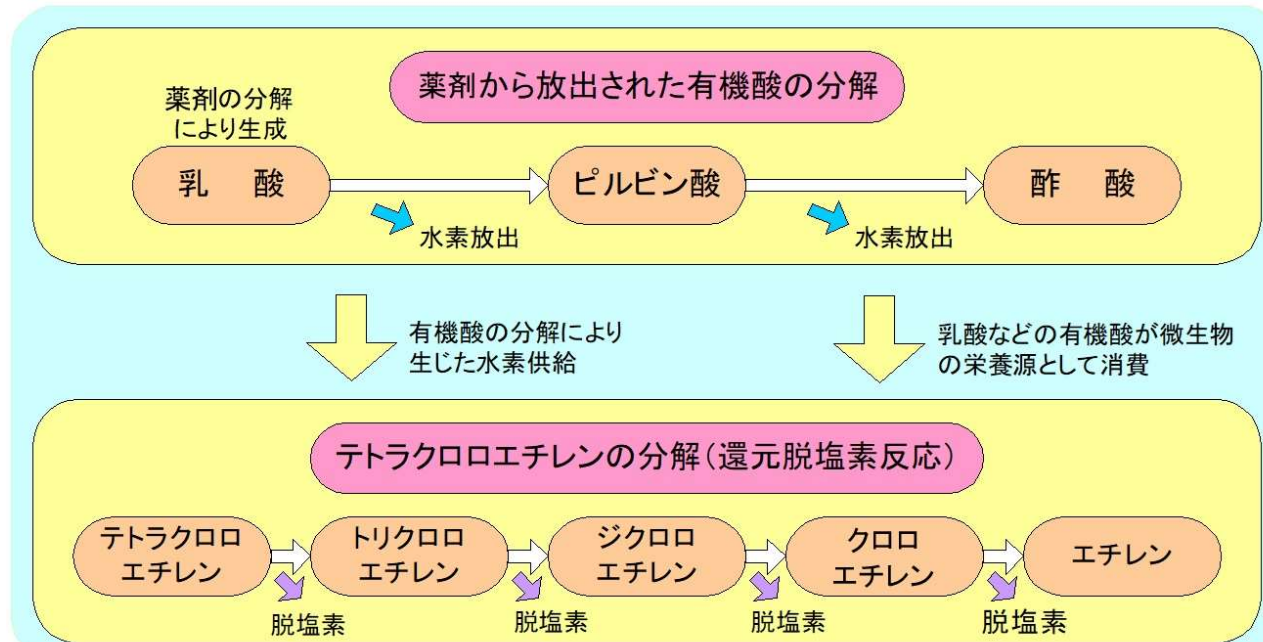 薬剤から放出された有機酸の分解
薬剤の分解
により生成
乳 酸
ピルビン酸
酢 酸
水素放出
水素放出
有機酸の分解により
生じた水素供給
乳酸などの有機酸が微生物
の栄養源として消費
テトラクロロエチレンの分解(還元脱塩素反応)
テトラクロロ
エチレン
トリクロロ
エチレン
ジクロロ
エチレン
クロロ
エチレン
エチレン
脱塩素
脱塩素
脱塩素
脱塩素